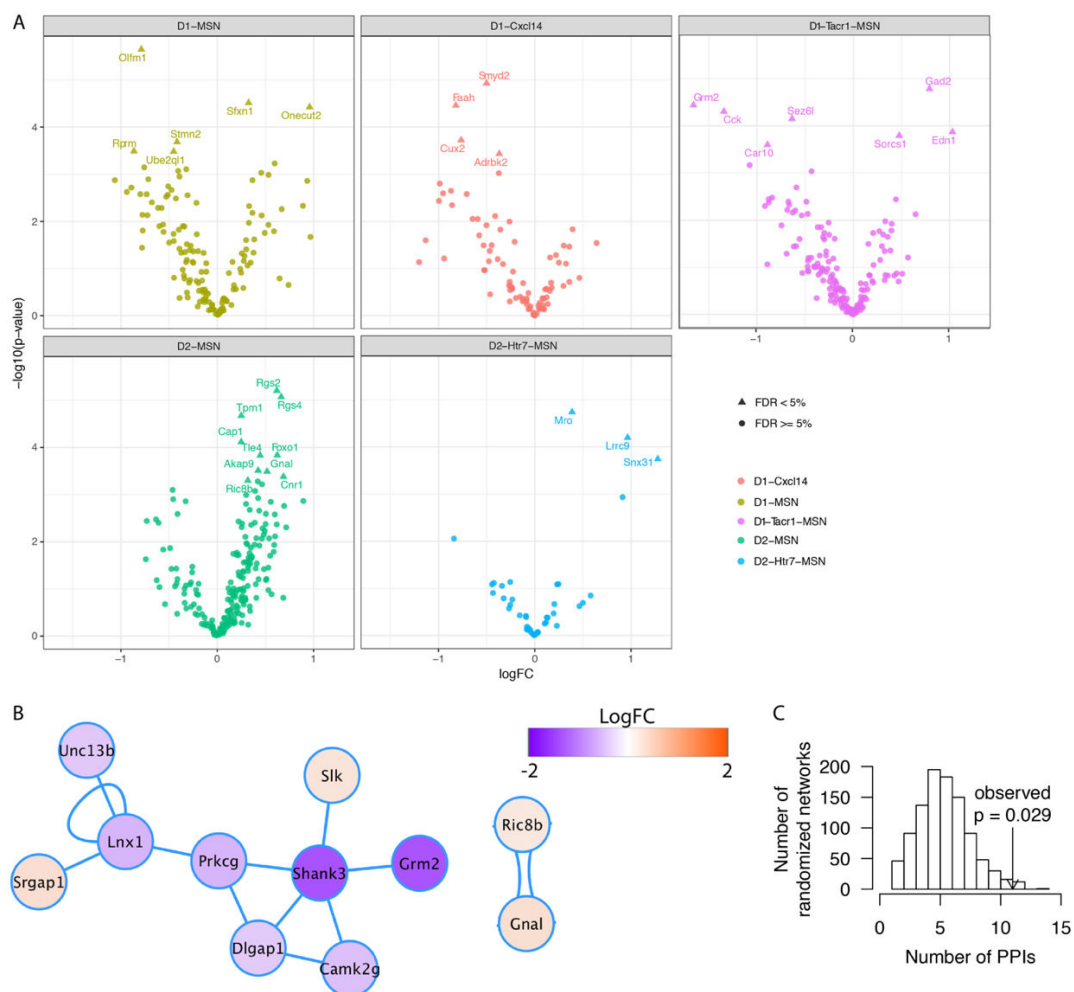 A
D1-MSN
D1-Cxcl14
D1-Tacr1-MSN
Olfm1
Sfxn1
Onecut2
Stmn2
Rprm
Ube2ql1
Smyd2
Faah
Cux2
Adrbk2
Grm2
Cck
Sez6l
Gad2
Car10
Sorcs1
Edn1
4
2
0
-1
0
1
-log10(p-value)
D2-MSN
D2-Htr7-MSN
Rgs2
Rgs4
Tpm1
Cap1
Tle4
Foxo1
Akap9
Gnal
Ric8b
Cnr1
Mro
Lrrc9
Snx31
6
4
2
0
-1
0
1
-1
0
1
logFC
FDR < 5%
FDR >= 5%
D1-Cxcl14
D1-MSN
D1-Tacr1-MSN
D2-MSN
D2-Htr7-MSN
B
LogFC
-2
2
Unc13b
Slk
Lnx1
Prkcg
Shank3
Grm2
Srgap1
Dlgap1
Camk2g
Ric8b
Gnal
C
Number of
randomized networks
200
150
100
50
0
observed
p = 0.029
0
5
10
15
Number of PPIs